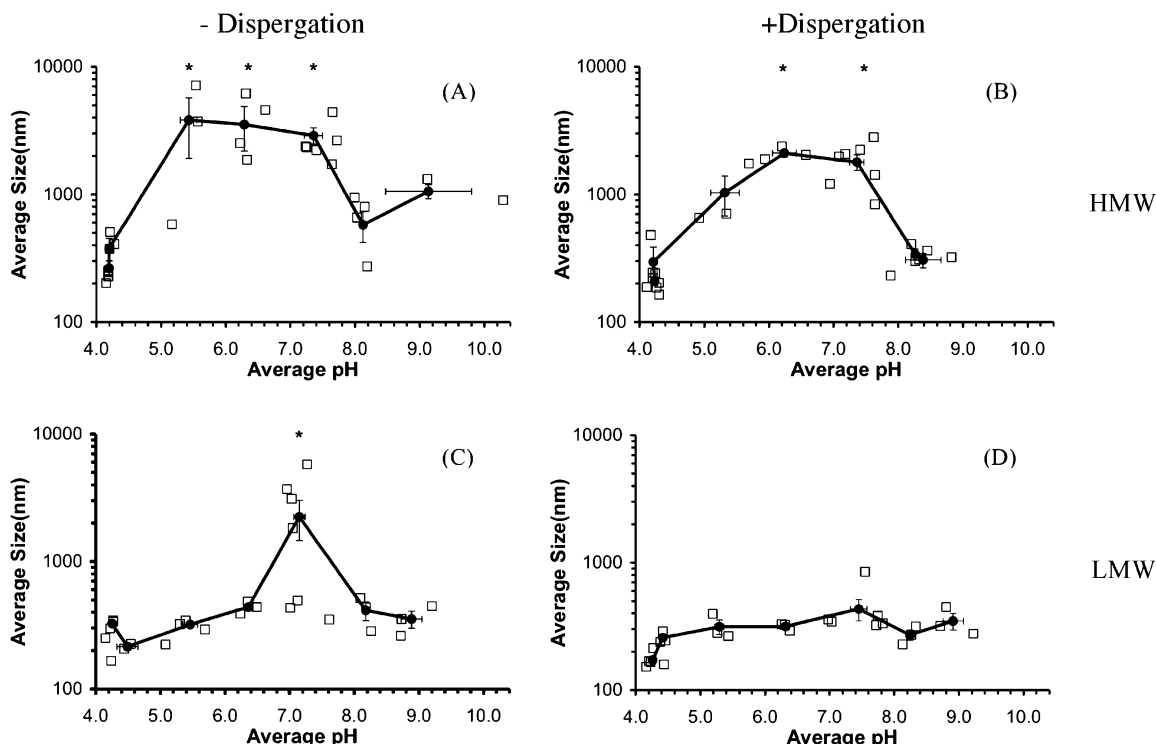 - Dispergation
+Dispergation
10000
1000
100
Average Size(nm)
* * *
(A)
4.0 5.0 6.0 7.0 8.0 9.0 10.0
Average pH
10000
1000
100
Average Size(nm)
* *
(B)
4.0 5.0 6.0 7.0 8.0 9.0 10.0
Average pH
HMW
10000
1000
100
Average Size(nm)
*
(C)
4.0 5.0 6.0 7.0 8.0 9.0 10.0
Average pH
10000
1000
100
Average Size(nm)
(D)
4.0 5.0 6.0 7.0 8.0 9.0 10.0
Average pH
LMW